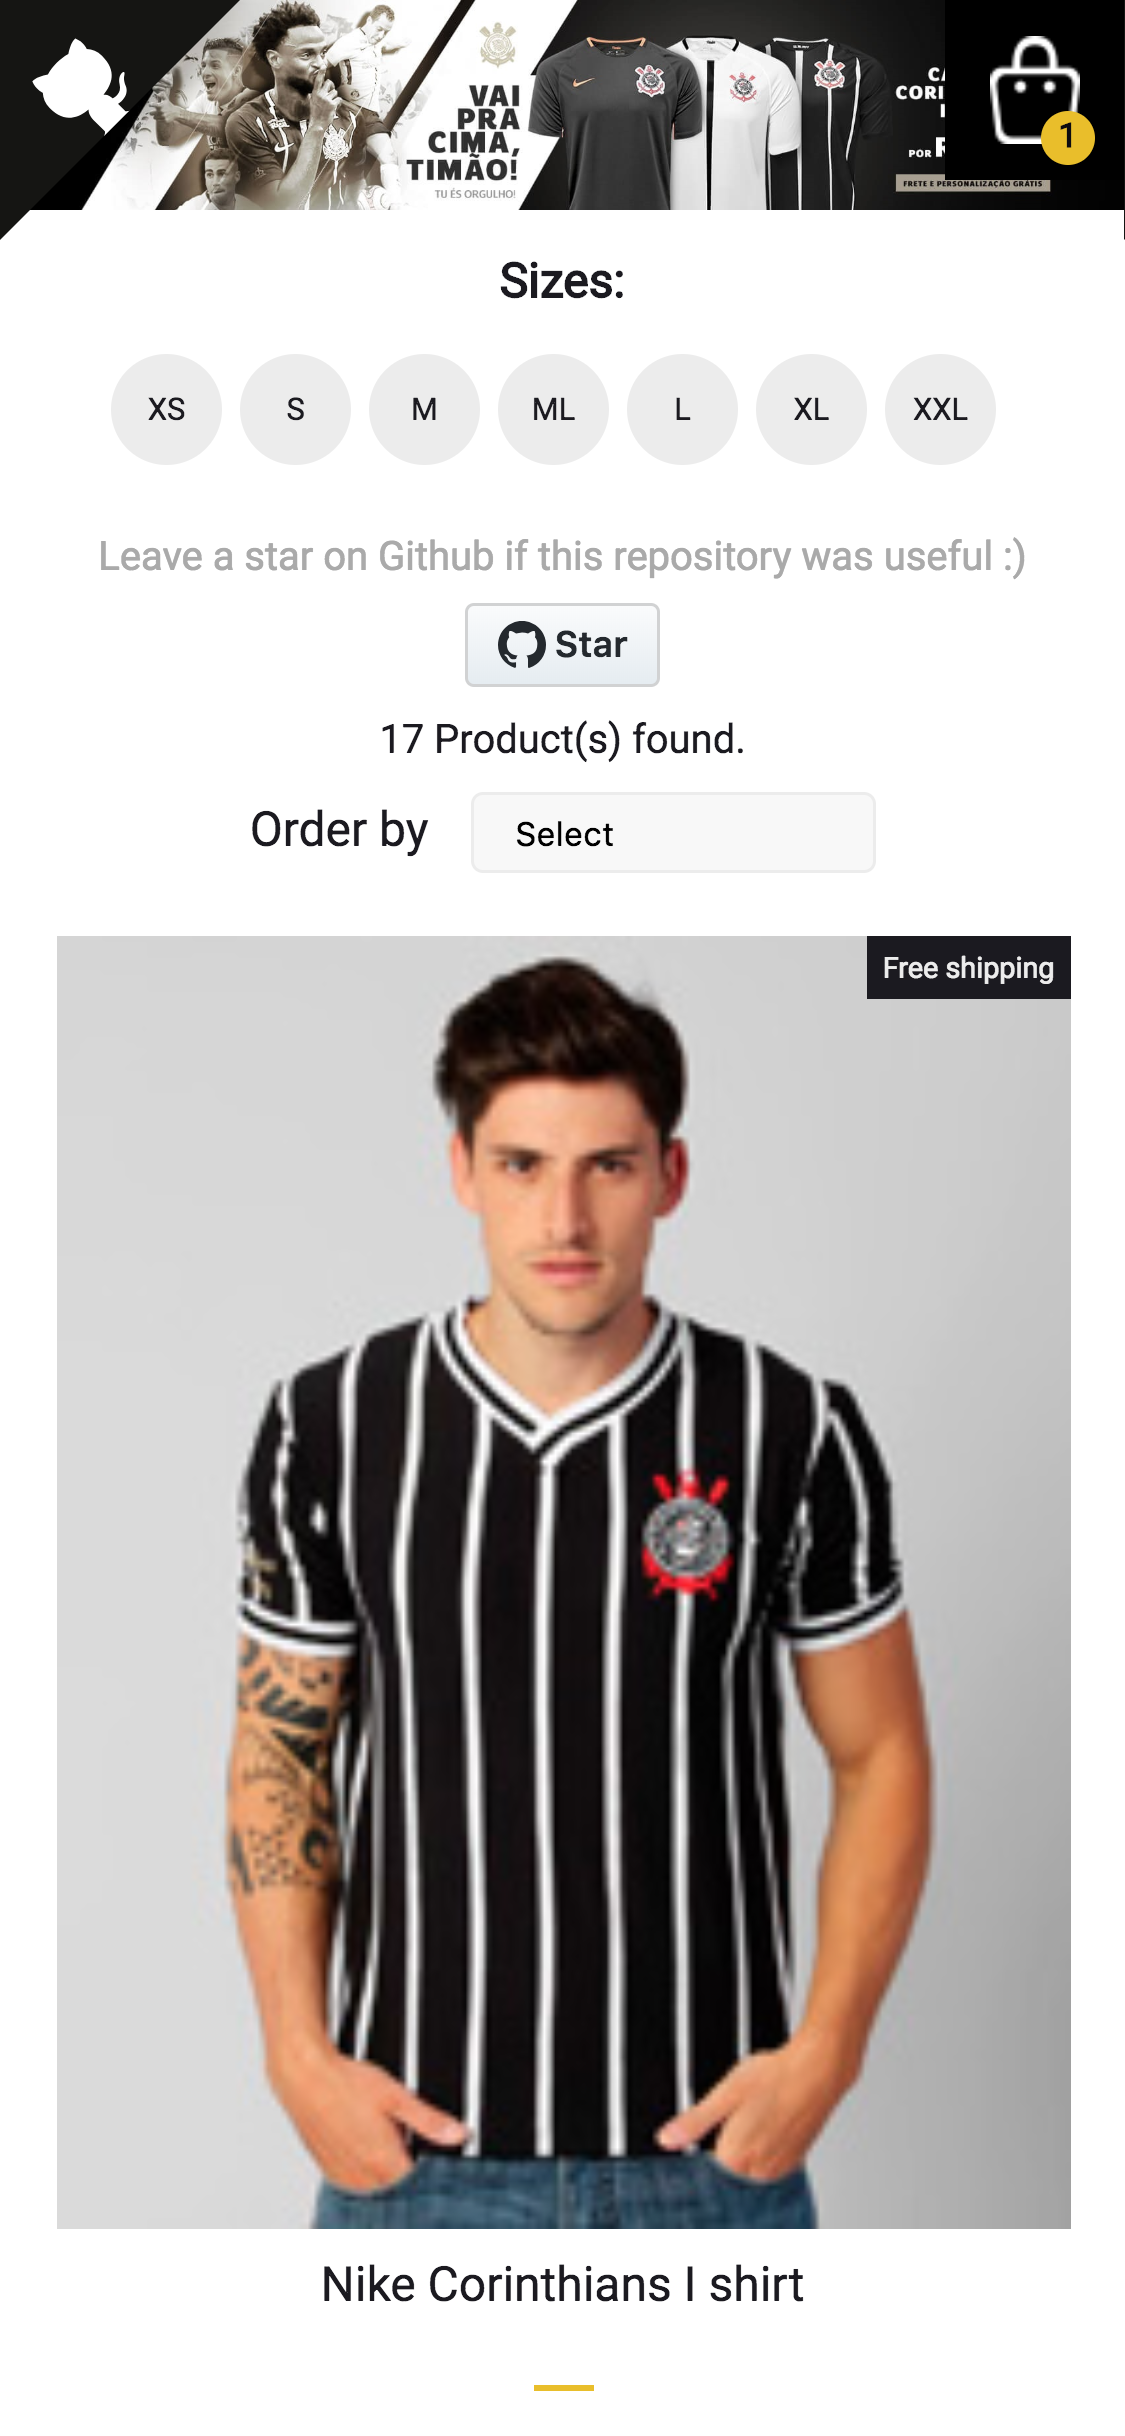 VAI
PRA
CIMA,
TIMÃO!
TU ÉS ORGULHO!
CORI
POR R
FRETE E PERSONALIZAÇÃO GRÁTIS
1
Sizes:
XS S M ML L XL XXL
Leave a star on Github if this repository was useful :)
Star
17 Product(s) found.
Order by Select
Free shipping
Nike Corinthians I shirt